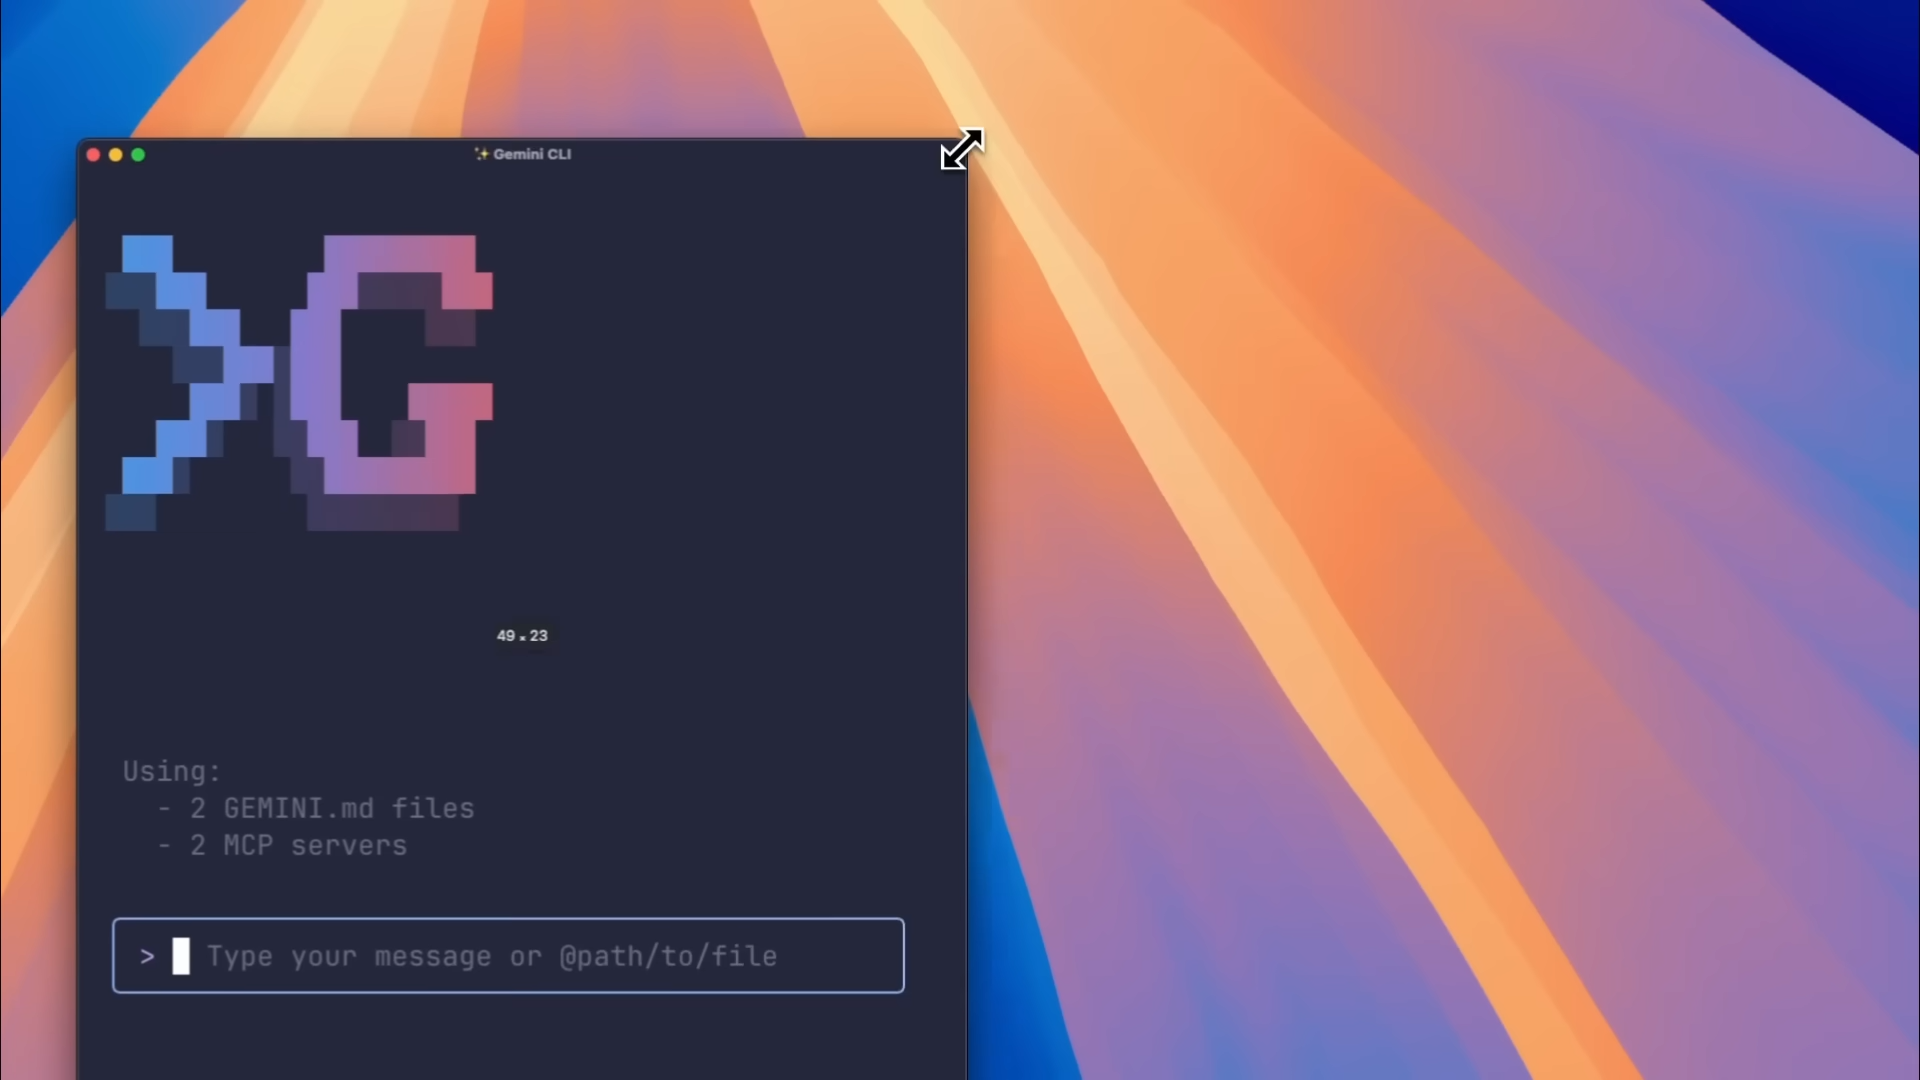 ✨ Gemini CLI
>G
49 × 23
Using:
- 2 GEMINI.md files
- 2 MCP servers
> Type your message or @path/to/file